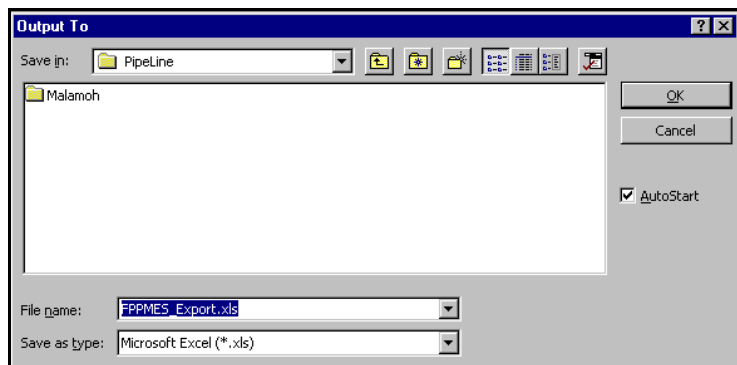 Output To
Save in: PipeLine
Malamoh
OK
Cancel
AutoStart
File name: FPPMES_Export.xls
Save as type: Microsoft Excel (*.xls)